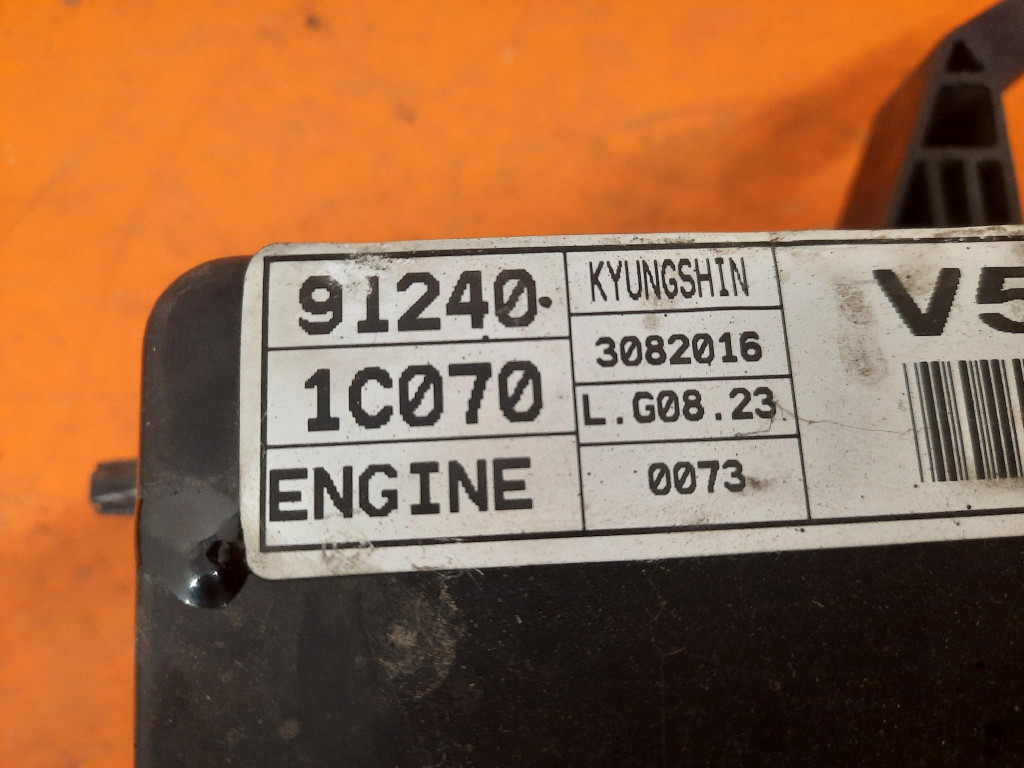 91240-
1C070
ENGINE
KYUNGSHIN
3082016
L.G08.23
0073
V5